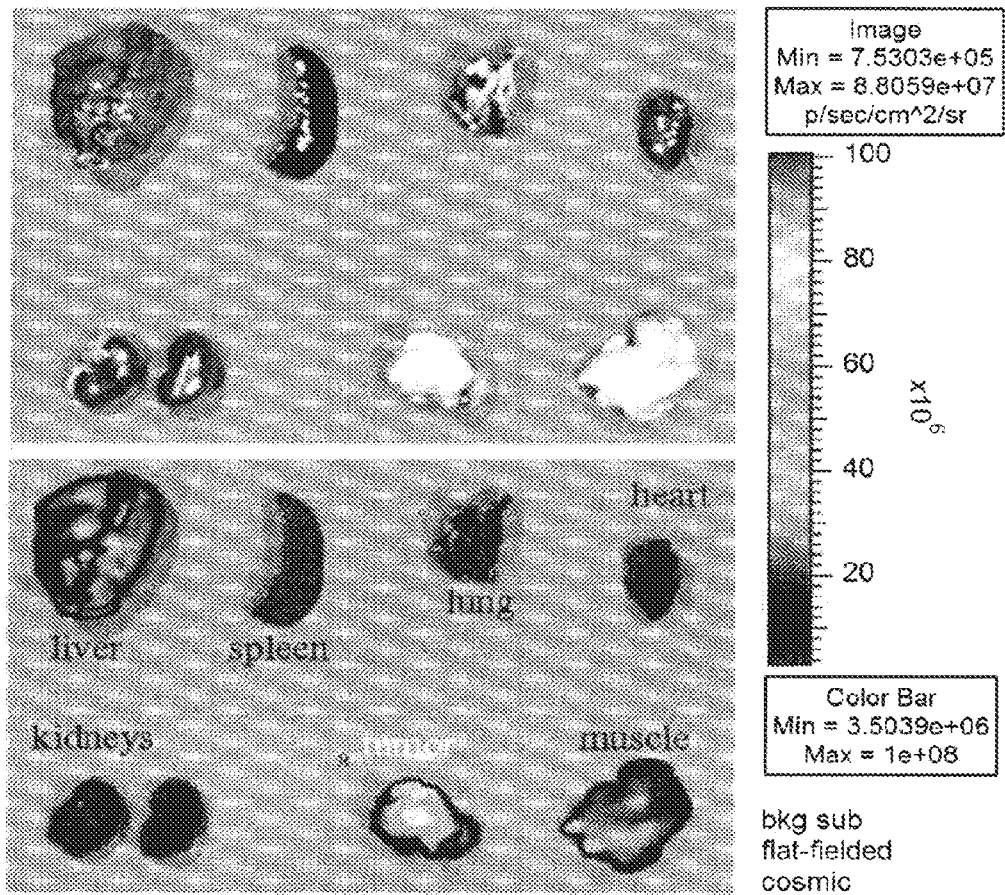 Image
Min = 7.5303e+05
Max = 8.8059e+07
p/sec/cm^2/sr
100
80
60
x10^6
40
20
Color Bar
Min = 3.5039e+06
Max = 1e+08
bkg sub
flat-fielded
cosmic
heart
lung
liver
spleen
kidneys
tumor
muscle